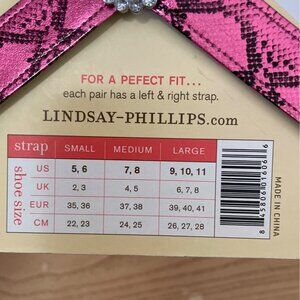 FOR A PEFECT FIT...
each pair has a left & right strap.
LINDSAY-PHILLIPS.com
strap SMALL MEDIUM LARGE
shoe size
US 5, 6 7, 8 9, 10, 11
UK 2, 3 4, 5 6, 7, 8
EUR 35, 36 37, 38 39, 40, 41
CM 22, 23 24, 25 26, 27, 28
MADE IN CHINA